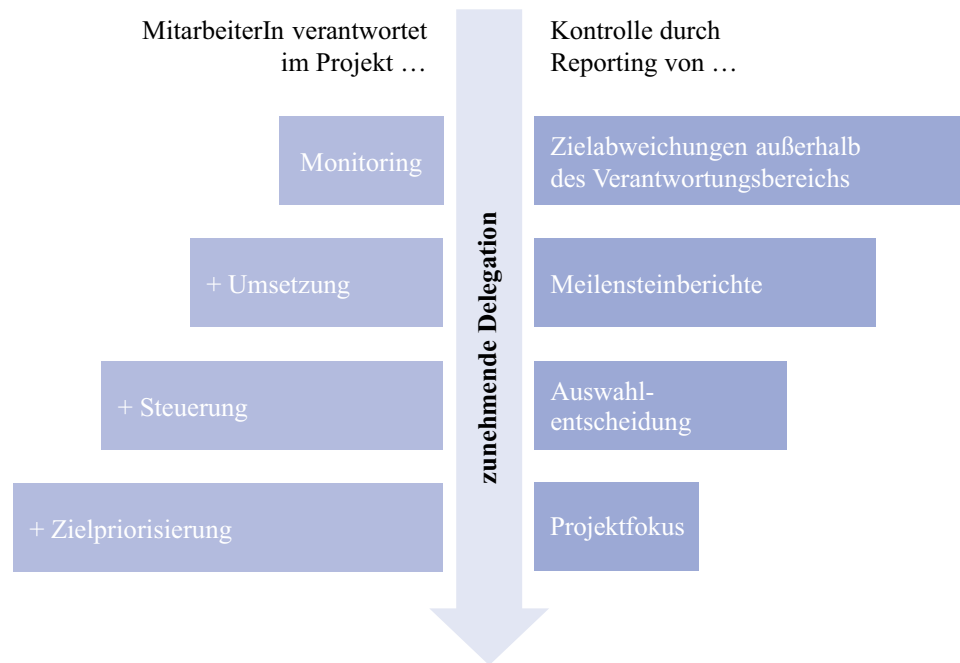 MitarbeiterIn verantwortet
im Projekt …
Kontrolle durch
Reporting von …
zunehmende Delegation
Monitoring
Zielabweichungen außerhalb
des Verantwortungsbereichs
+ Umsetzung
Meilensteinberichte
+ Steuerung
Auswahl-
entscheidung
+ Zielpriorisierung
Projektfokus